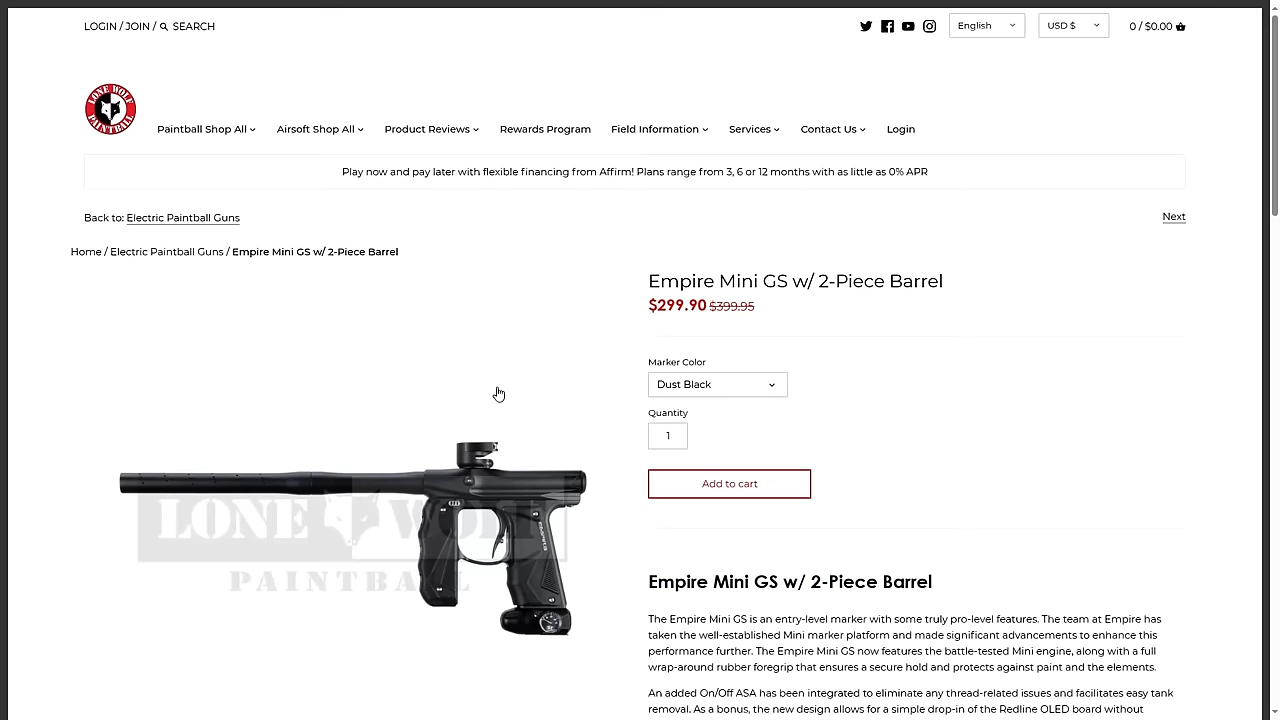 LOGIN / JOIN / SEARCH
English
USD $
0 / $0.00
LONE WOLF
PAINTBALL
Paintball Shop All
Airsoft Shop All
Product Reviews
Rewards Program
Field Information
Services
Contact Us
Login
Play now and pay later with flexible financing from Affirm! Plans range from 3, 6 or 12 months with as little as 0% APR
Back to: Electric Paintball Guns
Next
Home / Electric Paintball Guns / Empire Mini GS w/ 2-Piece Barrel
Empire Mini GS w/ 2-Piece Barrel
$299.90 $399.95
Marker Color
Dust Black
Quantity
1
Add to cart
LONE WOLF
PAINTBALL
EMPIRE
Empire Mini GS w/ 2-Piece Barrel
The Empire Mini GS is an entry-level marker with some truly pro-level features. The team at Empire has
taken the well-established Mini marker platform and made significant advancements to enhance this
performance further. The Empire Mini GS now features the battle-tested Mini engine, along with a full
wrap-around rubber foregrip that ensures a secure hold and protects against paint and the elements.
An added On/Off ASA has been integrated to eliminate any thread-related issues and facilitates easy tank
removal. As a bonus, the new design allows for a simple drop-in of the Redline OLED board without